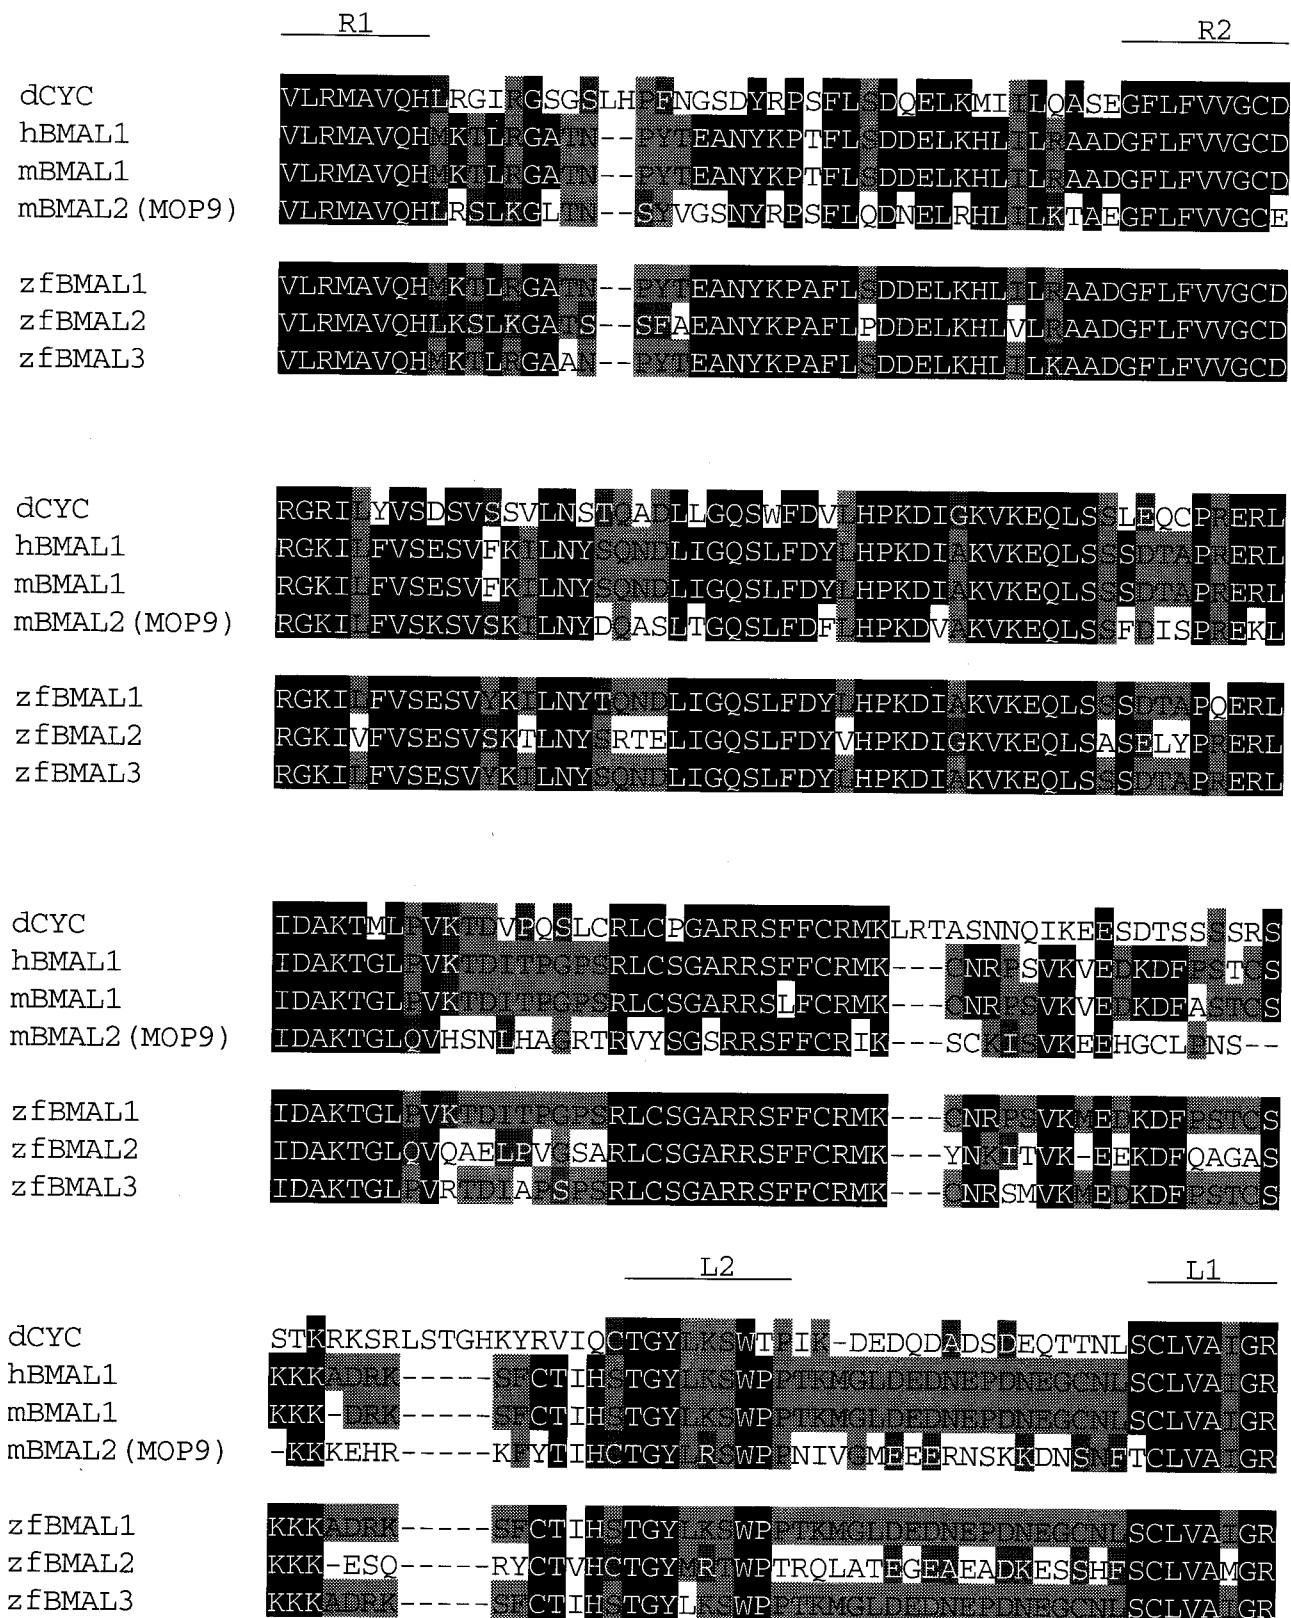 R1 R2
dCYC VLRMAVQHLRGIRGSGSLHPFNGSDYRPSFLSDQELKMIILQASEGFLFVVGCD
hBMAL1 VLRMAVQHMKTLRGATN--PYTEANYKPTFLSDDELKHLILRAADGFLFVVGCD
mBMAL1 VLRMAVQHMKTLRGATN--PYTEANYKPTFLSDDELKHLILRAADGFLFVVGCD
mBMAL2(MOP9) VLRMAVQHLRSLKGLTN--SYVGSNYRPSFLQDNELRHLILKTAEGFLFVVGCE
zfBMAL1 VLRMAVQHMKTLRGATN--PYTEANYKPAFLSDDELKHLILRAADGFLFVVGCD
zfBMAL2 VLRMAVQHLKSLKGATS--SFAEANYKPAFLPDDELKHLVLRAADGFLFVVGCD
zfBMAL3 VLRMAVQHMKTLRGAAN--PYTEANYKPAFLSDDELKHLILKAADGFLFVVGCD
dCYC RGRILYVSDSVSSVLNSTQADLLGQSWFDVLHPKDIGKVKEQLSSLEQCPRERL
hBMAL1 RGKILFVSESVFKILNYSQNDLIGQSLFDYLHPKDIAKVKEQLSSSDTAPRERL
mBMAL1 RGKILFVSESVFKILNYSQNDLIGQSLFDYLHPKDIAKVKEQLSSSDTAPRERL
mBMAL2(MOP9) RGKILFVSKSVSKILNYDQASLTGQSLFDFLHPKDVAKVKEQLSSFDISPREKL
zfBMAL1 RGKILFVSESVYKILNYTQNDLIGQSLFDYLHPKDIAKVKEQLSSSDTAPQERL
zfBMAL2 RGKIVFVSESVSKTLNYSRTELIGQSLFDYVHPKDIGKVKEQLSASELYPRERL
zfBMAL3 RGKILFVSESVYKILNYSQNDLIGQSLFDYLHPKDIAKVKEQLSSSDTAPRERL
dCYC IDAKTMLPVKTDVPQSLCRLCPGARRSFFCRMKLRTASNNQIKEESDTSSSSRS
hBMAL1 IDAKTGLPVKTDITPGPSRLCSGARRSFFCRMK---CNRPSVKVEDKDFPSTCS
mBMAL1 IDAKTGLPVKTDITPGPSRLCSGARRSLFCRMK---CNRPSVKVEDKDFASTCS
mBMAL2(MOP9) IDAKTGLQVHSNLHAGRTRVYSGSRRSFFCRIK---SCKISVKEEHGCLPNS--
zfBMAL1 IDAKTGLPVKTDITPGPSRLCSGARRSFFCRMK---CNRPSVKMEDKDFPSTCS
zfBMAL2 IDAKTGLQVQAELPVGSARLCSGARRSFFCRMK---YNKITVK-EEKDFQAGAS
zfBMAL3 IDAKTGLPVRTDIAPSPSRLCSGARRSFFCRMK---CNRSMVKMEDKDFPSTCS
L2 L1
dCYC STKRKSRLSTGHKYRVIQCTGYLKSWTPIK-DEDQDADSDEQTTNLSCLVAIGR
hBMAL1 KKKADRK-----SFCTIHSTGYLKSWPPTKMGLDEDNEPDNEGCNLSCLVAIGR
mBMAL1 KKK-DRK-----SFCTIHSTGYLKSWPPTKMGLDEDNEPDNEGCNLSCLVAIGR
mBMAL2(MOP9) -KKKEHR-----KFYTIHCTGYLRSWPPNIVGMEEERNSKKDNSNFTCLVAIGR
zfBMAL1 KKKADRK-----SFCTIHSTGYLKSWPPTKMGLDEDNEPDNEGCNLSCLVAIGR
zfBMAL2 KKK-ESQ-----RYCTVHCTGYMRTWPTRQLATEGEAEADKESSHFSCLVAMGR
zfBMAL3 KKKADRK-----SFCTIHSTGYLKSWPPTKMGLDEDNEPDNEGCNLSCLVAIGR